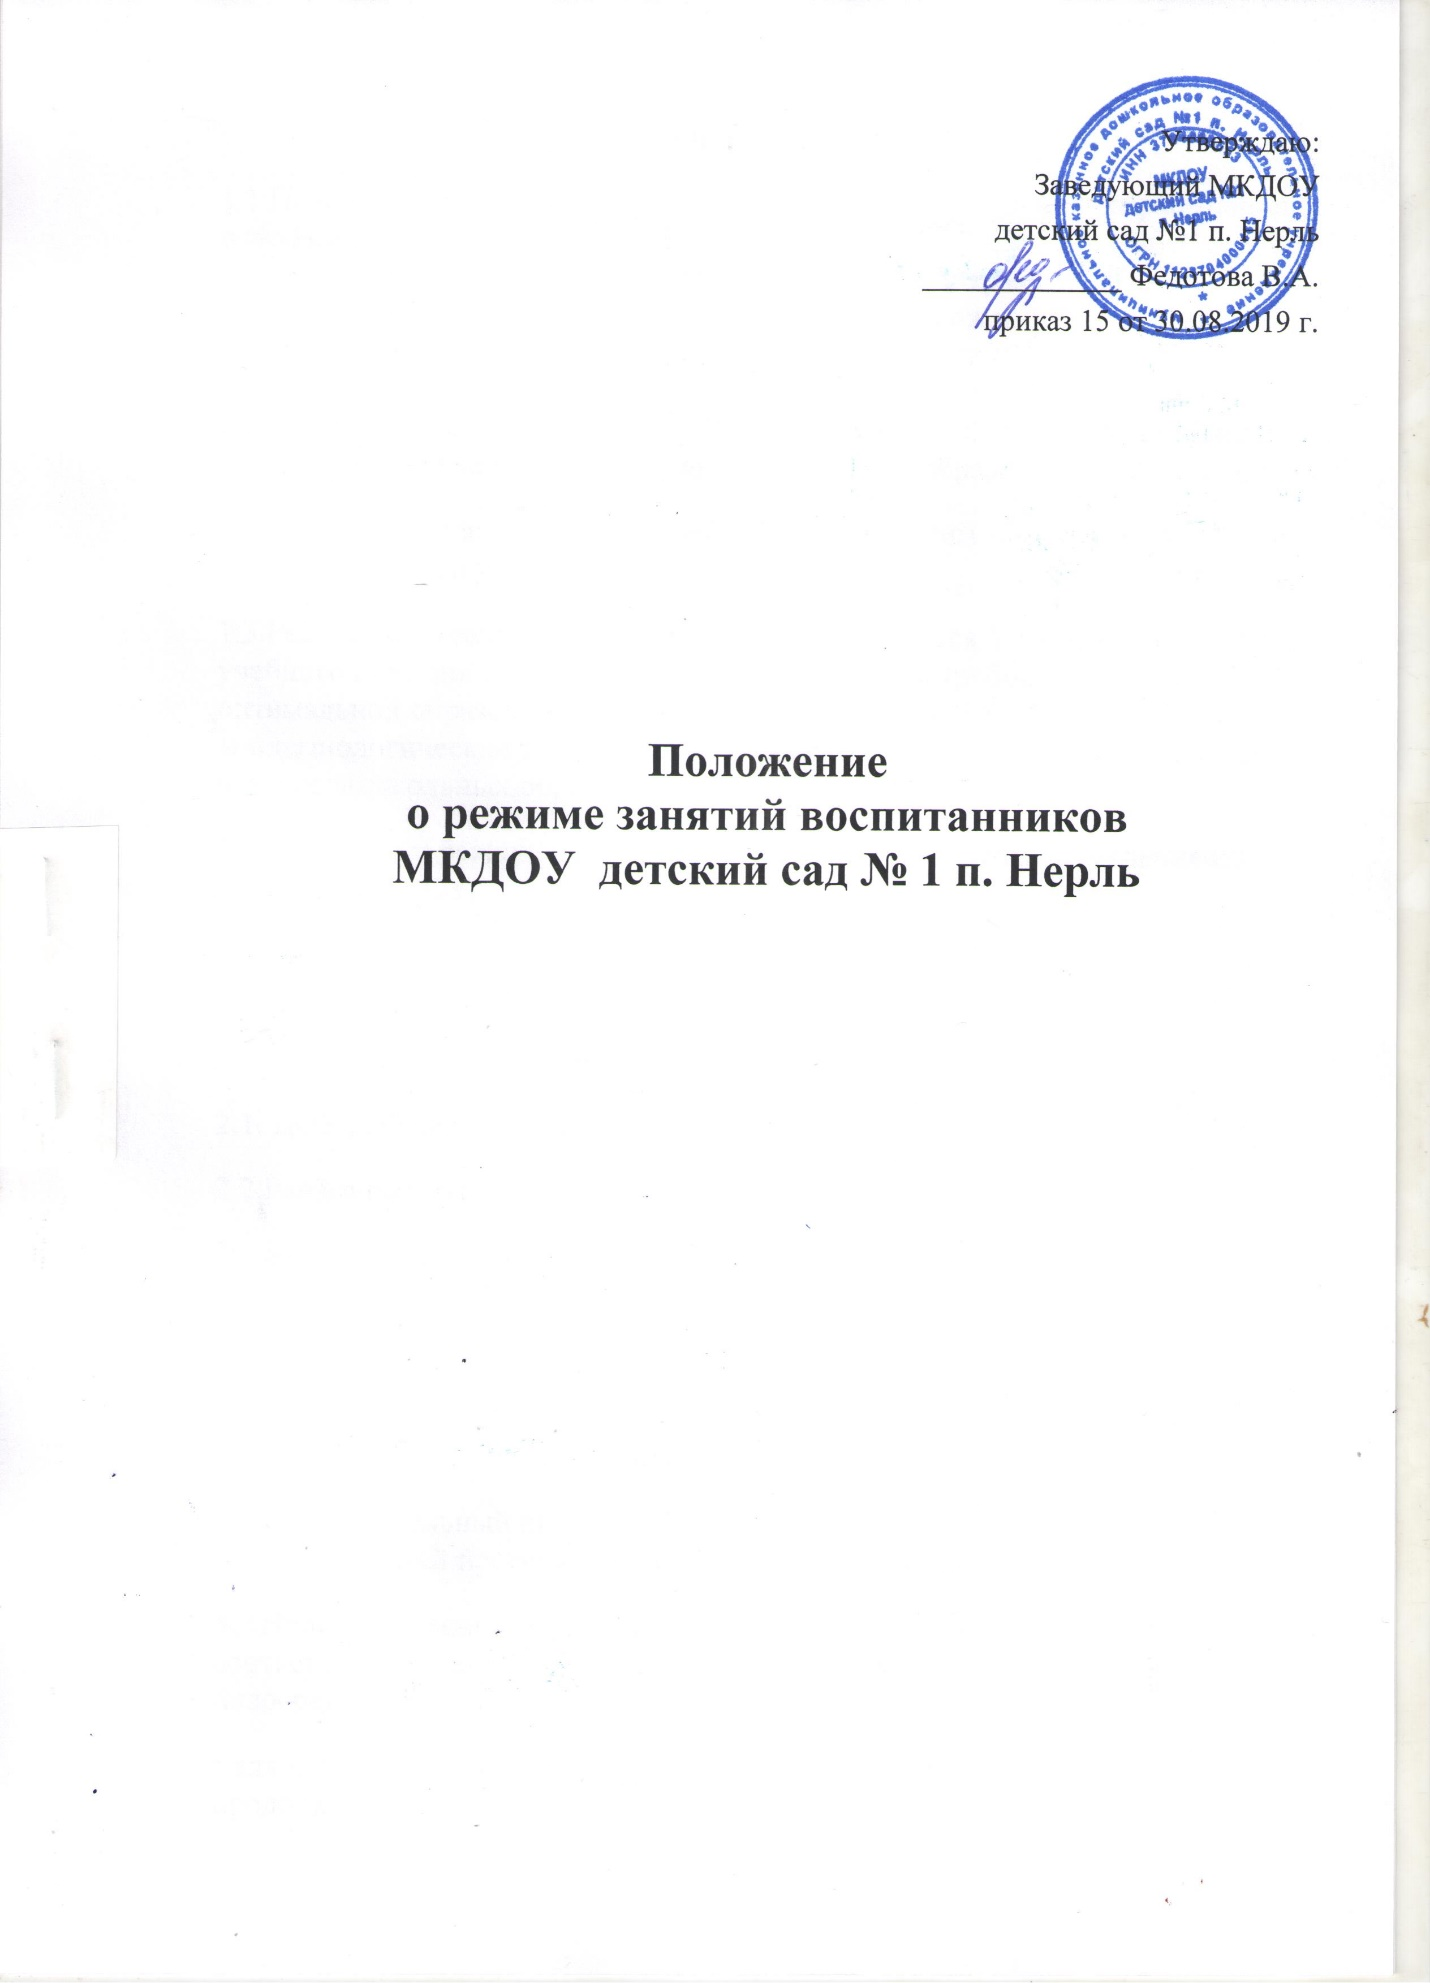 Утверждаю:
Заведующий МКДОУ
детский сад №1 п. Нерль
______________ Федотова В.А.
приказ 15 от 30.08.2019 г.
Положение
о режиме занятий воспитанников
МКДОУ детский сад № 1 п. Нерль